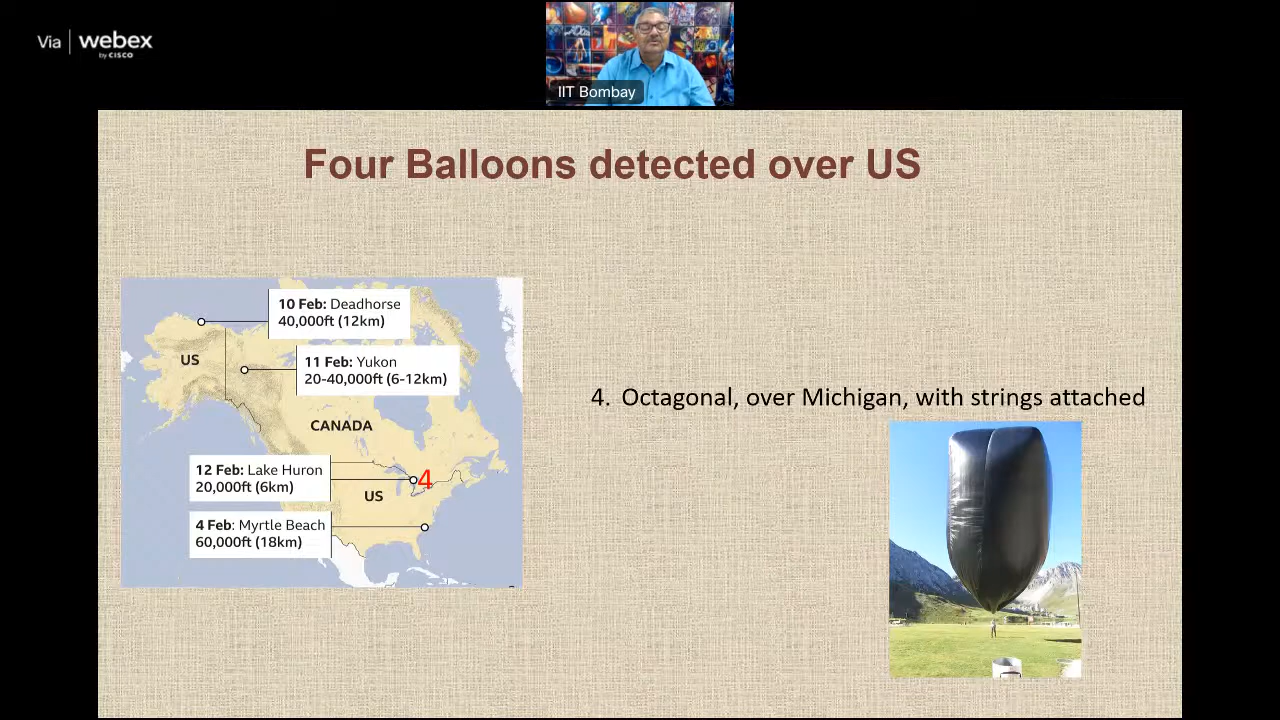 Via | webex
by CISCO
IIT Bombay
Four Balloons detected over US
10 Feb: Deadhorse
40,000ft (12km)
US
11 Feb: Yukon
20-40,000ft (6-12km)
CANADA
12 Feb: Lake Huron
20,000ft (6km)
4
US
4 Feb: Myrtle Beach
60,000ft (18km)
4. Octagonal, over Michigan, with strings attached